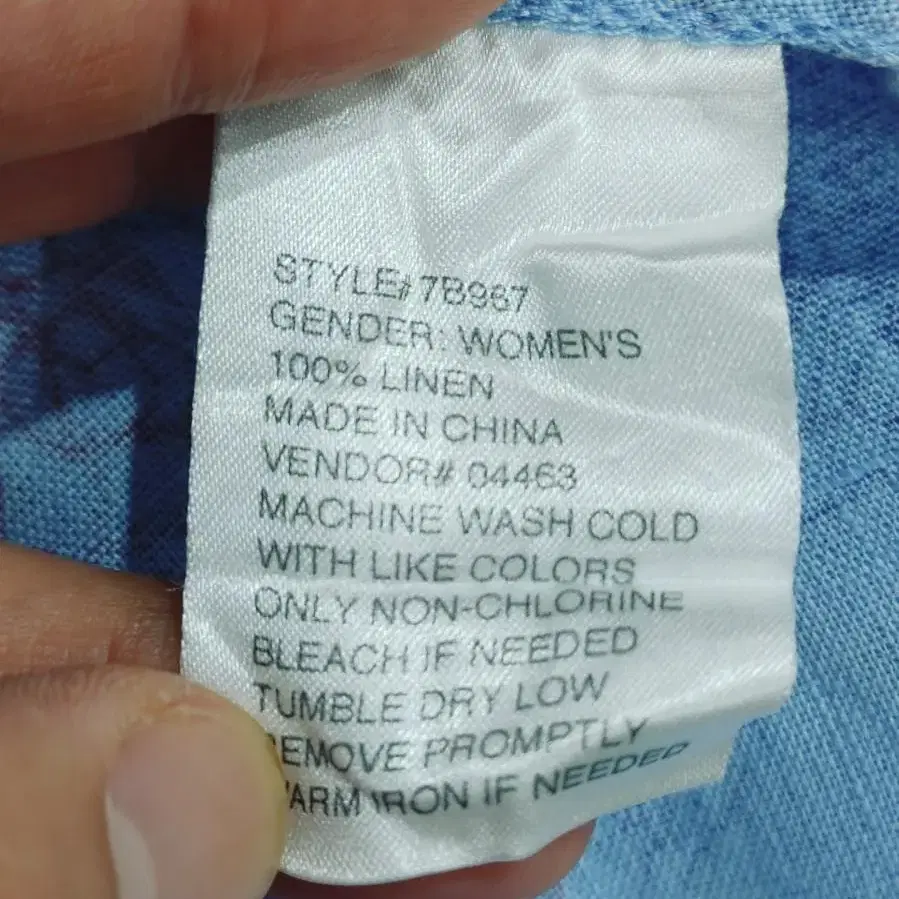 STYLE# 7B967
GENDER: WOMEN'S
100% LINEN
MADE IN CHINA
VENDOR# 04463
MACHINE WASH COLD
WITH LIKE COLORS
ONLY NON-CHLORINE
BLEACH IF NEEDED
TUMBLE DRY LOW
REMOVE PROMPTLY
WARM IRON IF NEEDED